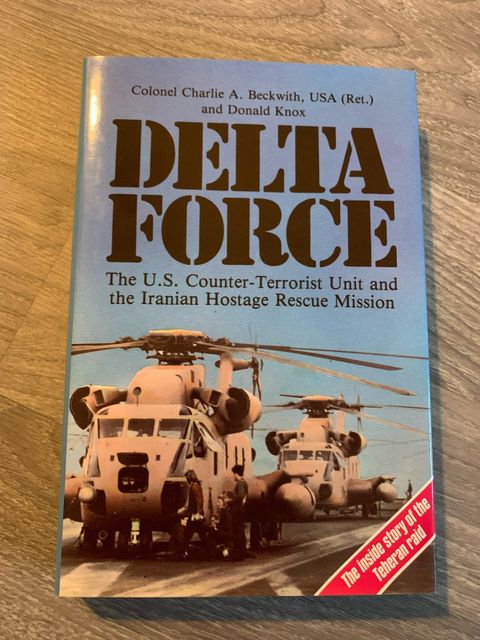 Colonel Charlie A. Beckwith, USA (Ret.)
and Donald Knox
DELTA
FORCE
The U.S. Counter-Terrorist Unit and
the Iranian Hostage Rescue Mission
The inside story of the
Teheran raid